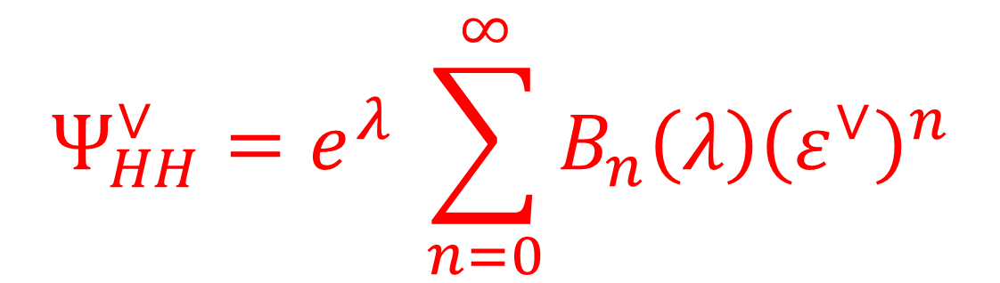 Ψ^∨_{HH} = e^λ ∑_{n=0}^{∞} B_n(λ)(ε^∨)^n